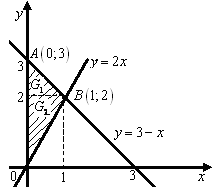 y
A(0;3)
3
y = 2x
G₁
2
B(1;2)
G₂
y = 3 – x
0
1
3
x